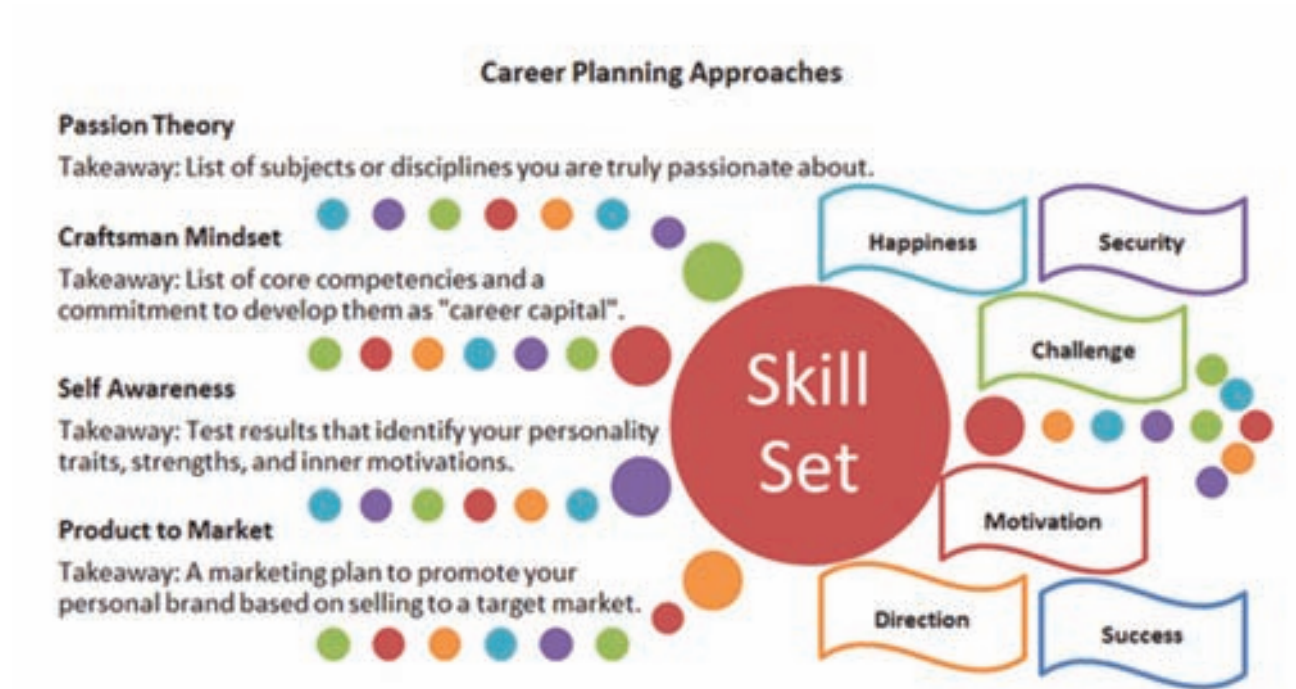 Career Planning Approaches
Passion Theory
Takeaway: List of subjects or disciplines you are truly passionate about.
Craftsman Mindset
Takeaway: List of core competencies and a
commitment to develop them as "career capital".
Self Awareness
Takeaway: Test results that identify your personality
traits, strengths, and inner motivations.
Product to Market
Takeaway: A marketing plan to promote your
personal brand based on selling to a target market.
Skill
Set
Happiness
Security
Challenge
Motivation
Direction
Success